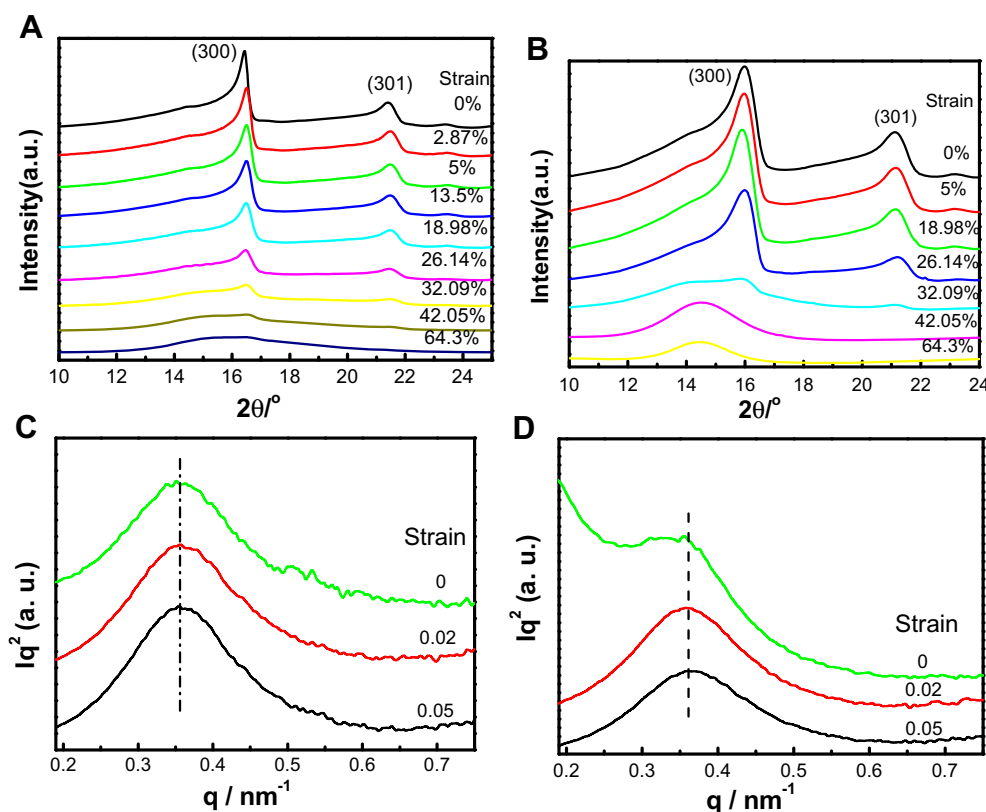 A
(300)
(301)
Strain
0%
2.87%
5%
13.5%
18.98%
26.14%
32.09%
42.05%
64.3%
Intensity(a.u.)
10 12 14 16 18 20 22 24
2θ/°
B
(300)
(301)
Strain
0%
5%
18.98%
26.14%
32.09%
42.05%
64.3%
Intensity(a.u.)
10 12 14 16 18 20 22 24
2θ/°
C
Strain
0
0.02
0.05
Iq² (a. u.)
0.2 0.3 0.4 0.5 0.6 0.7
q / nm⁻¹
D
Strain
0
0.02
0.05
Iq² (a. u.)
0.2 0.3 0.4 0.5 0.6 0.7
q / nm⁻¹